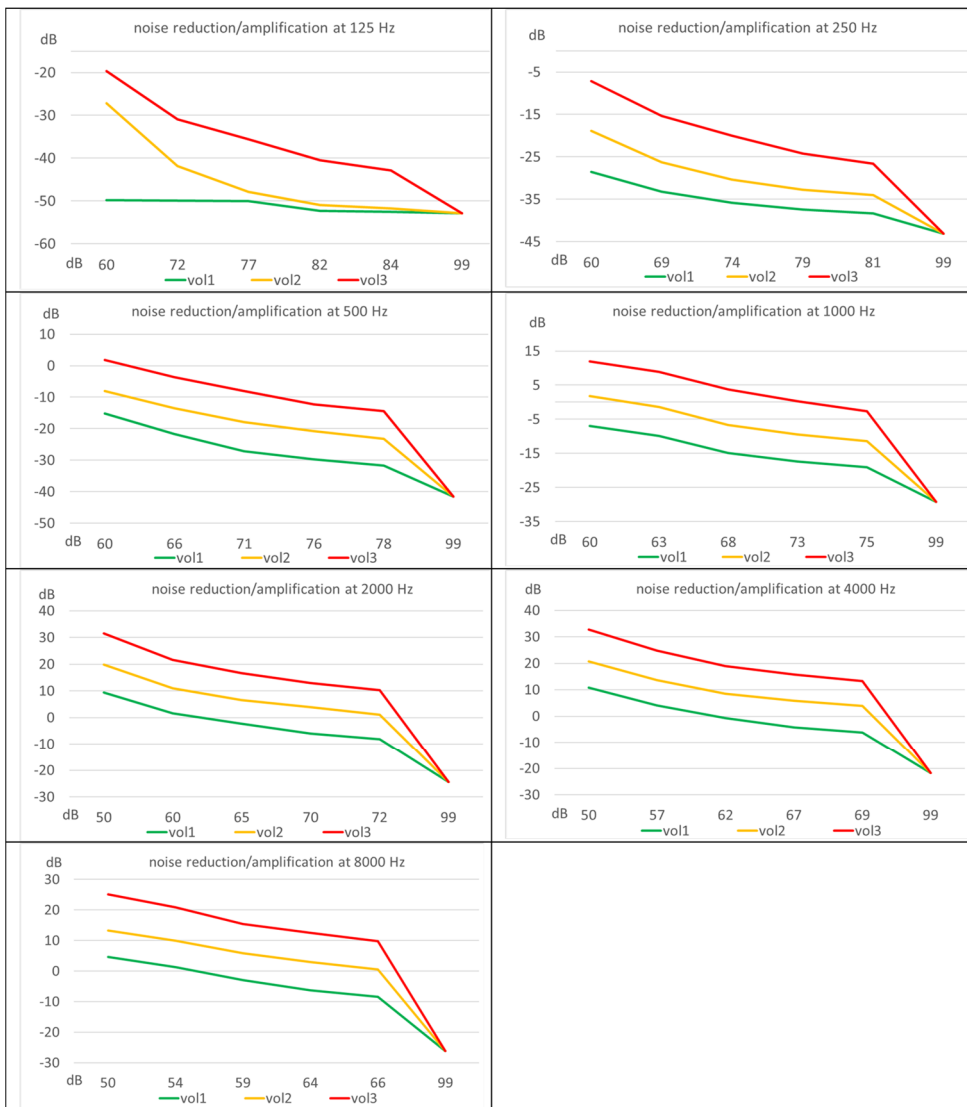 noise reduction/amplification at 125 Hz
dB
-20
-30
-40
-50
-60
dB 60 72 77 82 84 99
vol1 vol2 vol3
noise reduction/amplification at 250 Hz
dB
-5
-15
-25
-35
-45
dB 60 69 74 79 81 99
vol1 vol2 vol3
noise reduction/amplification at 500 Hz
dB
10
0
-10
-20
-30
-40
-50
dB 60 66 71 76 78 99
vol1 vol2 vol3
noise reduction/amplification at 1000 Hz
dB
15
5
-5
-15
-25
-35
dB 60 63 68 73 75 99
vol1 vol2 vol3
noise reduction/amplification at 2000 Hz
dB
40
30
20
10
0
-10
-20
-30
dB 50 60 65 70 72 99
vol1 vol2 vol3
noise reduction/amplification at 4000 Hz
dB
40
30
20
10
0
-10
-20
-30
dB 50 57 62 67 69 99
vol1 vol2 vol3
noise reduction/amplification at 8000 Hz
dB
30
20
10
0
-10
-20
-30
dB 50 54 59 64 66 99
vol1 vol2 vol3